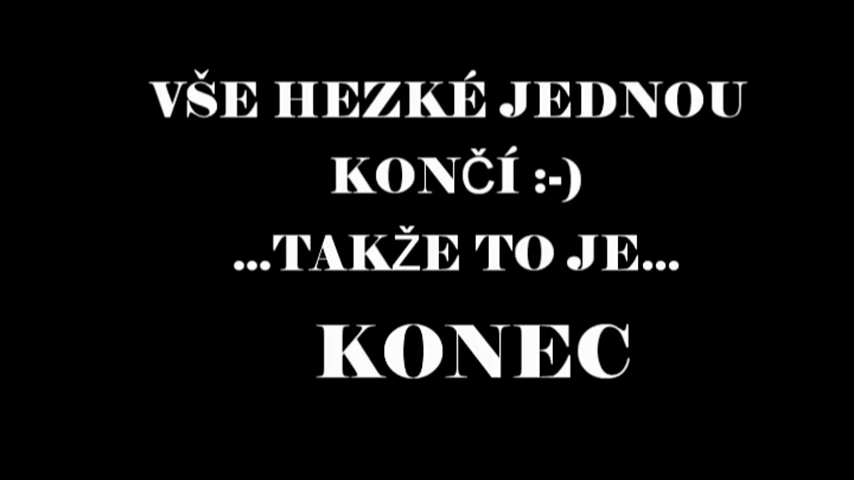 VŠE HEZKÉ JEDNOU
KONČÍ :-)
...TAKŽE TO JE...
KONEC